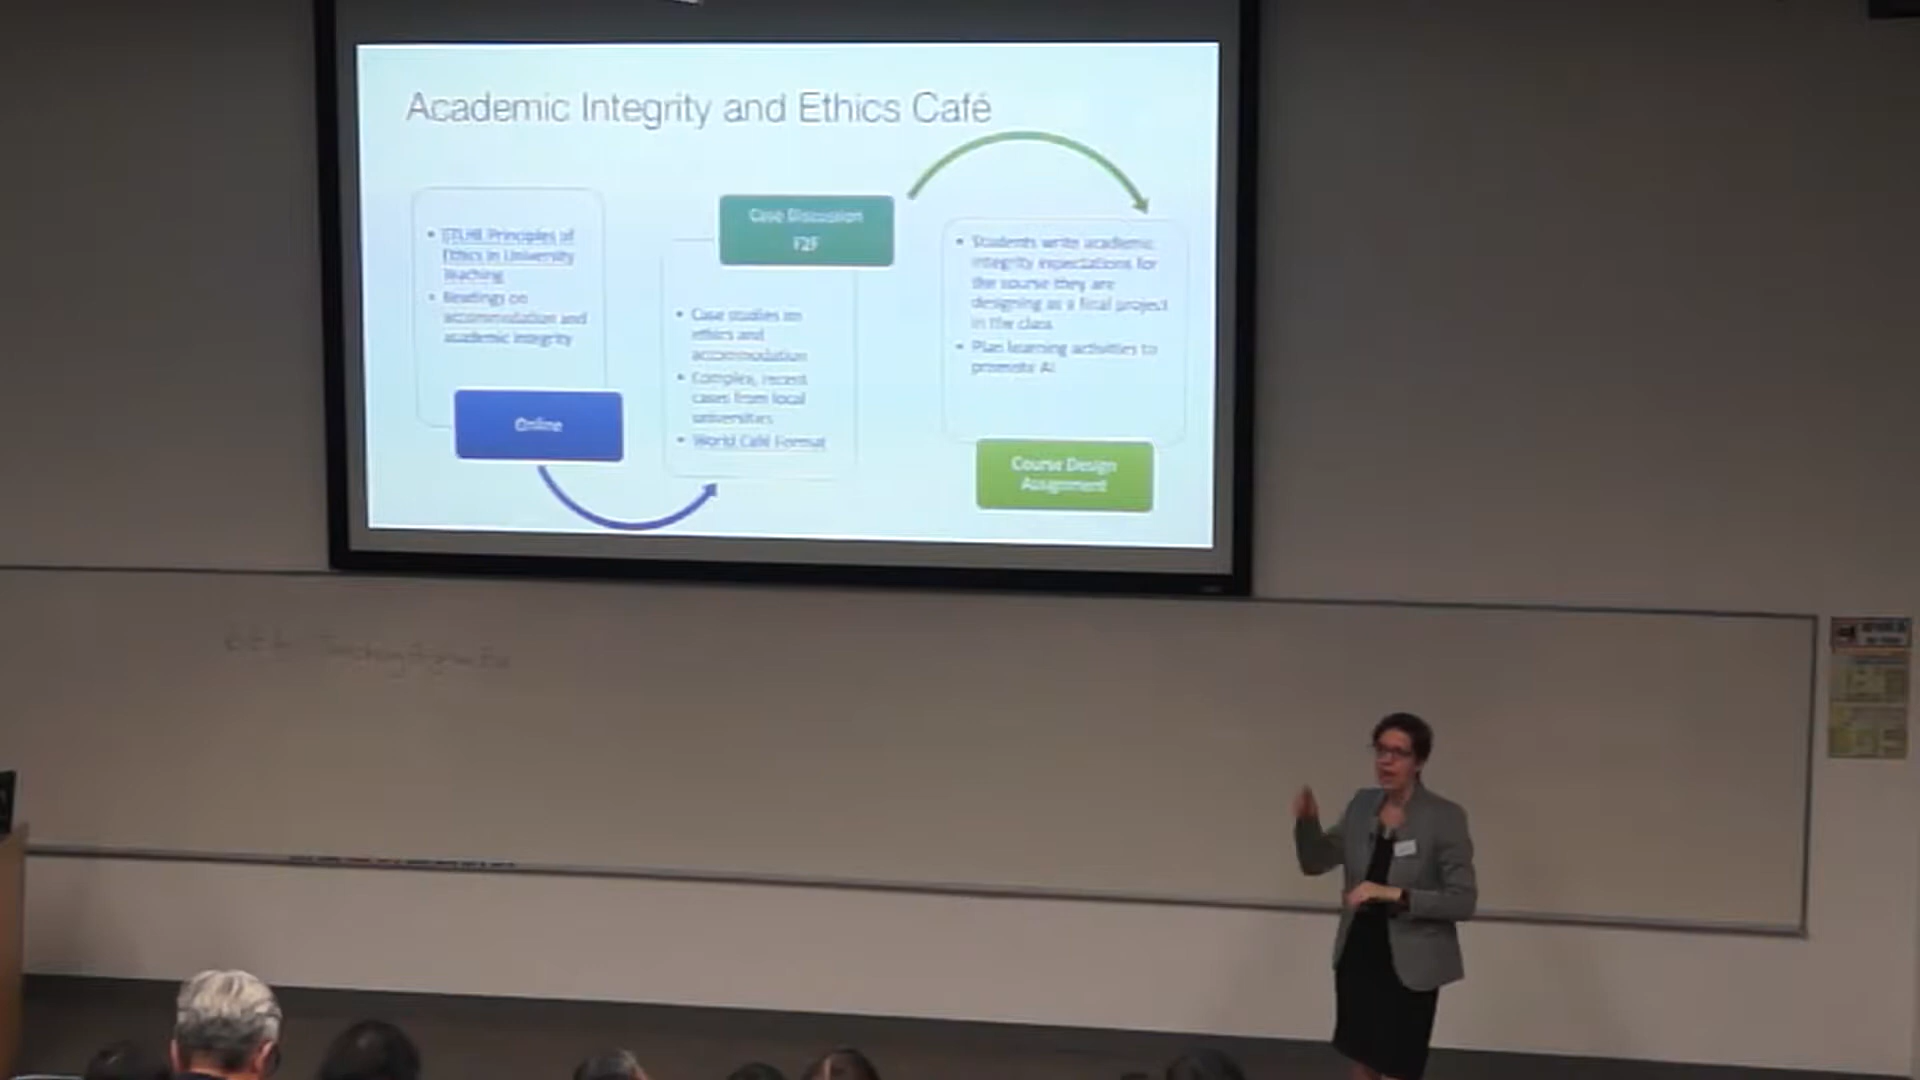 Academic Integrity and Ethics Café
• STLHE Principles of
Ethics in University
Teaching
• Readings on
accommodation and
academic integrity
Online
Case Discussion
F2F
• Case studies on
ethics and
accommodation
• Complex, recent
cases from local
universities
• World Café Format
• Students write academic
integrity expectations for
the course they are
designing as a final project
in the class
• Plan learning activities to
promote AI
Course Design
Assignment